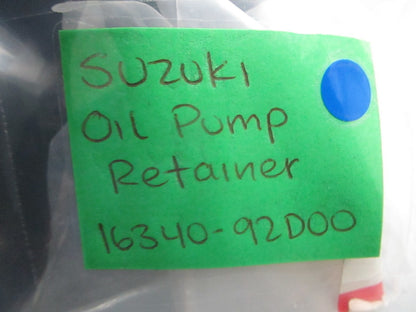 SUZUKI
OIL Pump
Retainer
16340-92D00